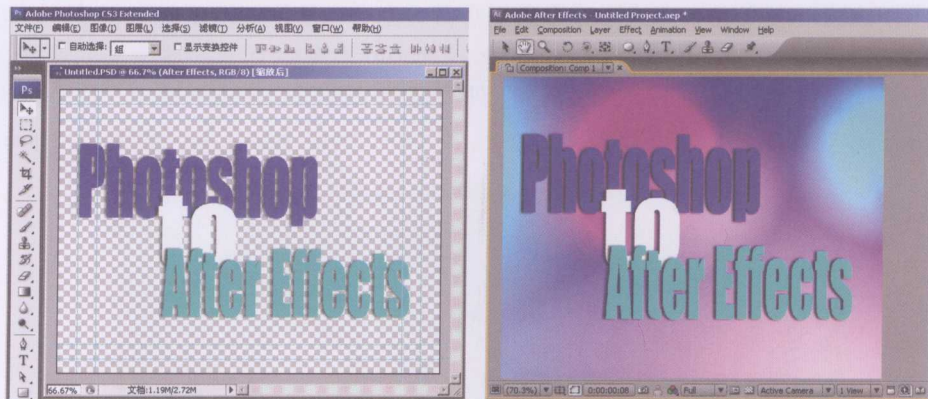 Adobe Photoshop CS3 Extended
文件(F) 编辑(E) 图像(I) 图层(L) 选择(S) 滤镜(T) 分析(A) 视图(V) 窗口(W) 帮助(H)
自动选择: 组 显示变换控件
Untitled.PSD @ 66.7% (After Effects, RGB/8) [缩放后]
Ps
Photoshop
to
After Effects
66.67% 文档:1.19M/2.72M
Adobe After Effects - Untitled Project.aep *
File Edit Composition Layer Effect Animation View Window Help
Composition: Comp 1
Photoshop
to
After Effects
(70.3%) 0:00:00:08 Full Active Camera 1 View